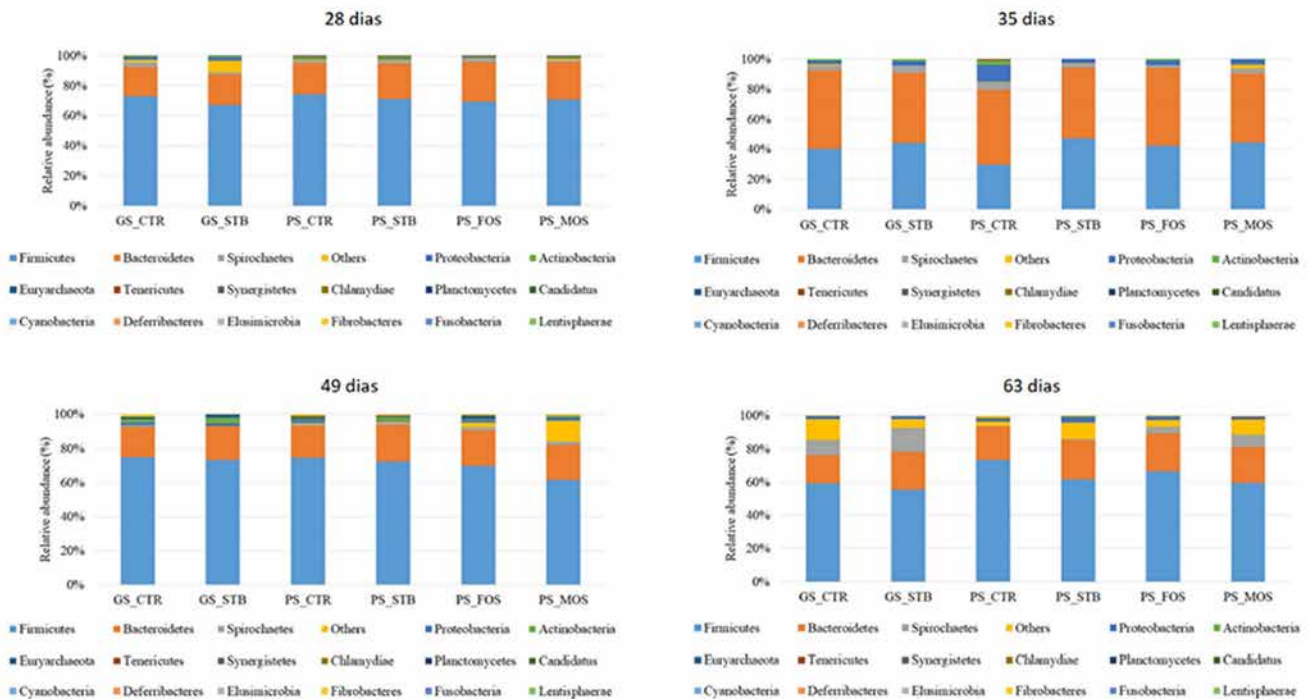 28 dias
Relative abundance (%)
100%
80%
60%
40%
20%
0%
GS_CTR GS_STB PS_CTR PS_STB PS_FOS PS_MOS
Firmicutes Bacteroidetes Spirochaetes Others Proteobacteria Actinobacteria
Euryarchaeota Tenericutes Synergistetes Chlamydiae Planctomycetes Candidatus
Cyanobacteria Deferribacteres Elusimicrobia Fibrobacteres Fusobacteria Lentisphaerae
35 dias
Relative abundance (%)
100%
80%
60%
40%
20%
0%
GS_CTR GS_STB PS_CTR PS_STB PS_FOS PS_MOS
Firmicutes Bacteroidetes Spirochaetes Others Proteobacteria Actinobacteria
Euryarchaeota Tenericutes Synergistetes Chlamydiae Planctomycetes Candidatus
Cyanobacteria Deferribacteres Elusimicrobia Fibrobacteres Fusobacteria Lentisphaerae
49 dias
Relative abundance (%)
100%
80%
60%
40%
20%
0%
GS_CTR GS_STB PS_CTR PS_STB PS_FOS PS_MOS
Firmicutes Bacteroidetes Spirochaetes Others Proteobacteria Actinobacteria
Euryarchaeota Tenericutes Synergistetes Chlamydiae Planctomycetes Candidatus
Cyanobacteria Deferribacteres Elusimicrobia Fibrobacteres Fusobacteria Lentisphaerae
63 dias
Relative abundance (%)
100%
80%
60%
40%
20%
0%
GS_CTR GS_STB PS_CTR PS_STB PS_FOS PS_MOS
Firmicutes Bacteroidetes Spirochaetes Others Proteobacteria Actinobacteria
Euryarchaeota Tenericutes Synergistetes Chlamydiae Planctomycetes Candidatus
Cyanobacteria Deferribacteres Elusimicrobia Fibrobacteres Fusobacteria Lentisphaerae